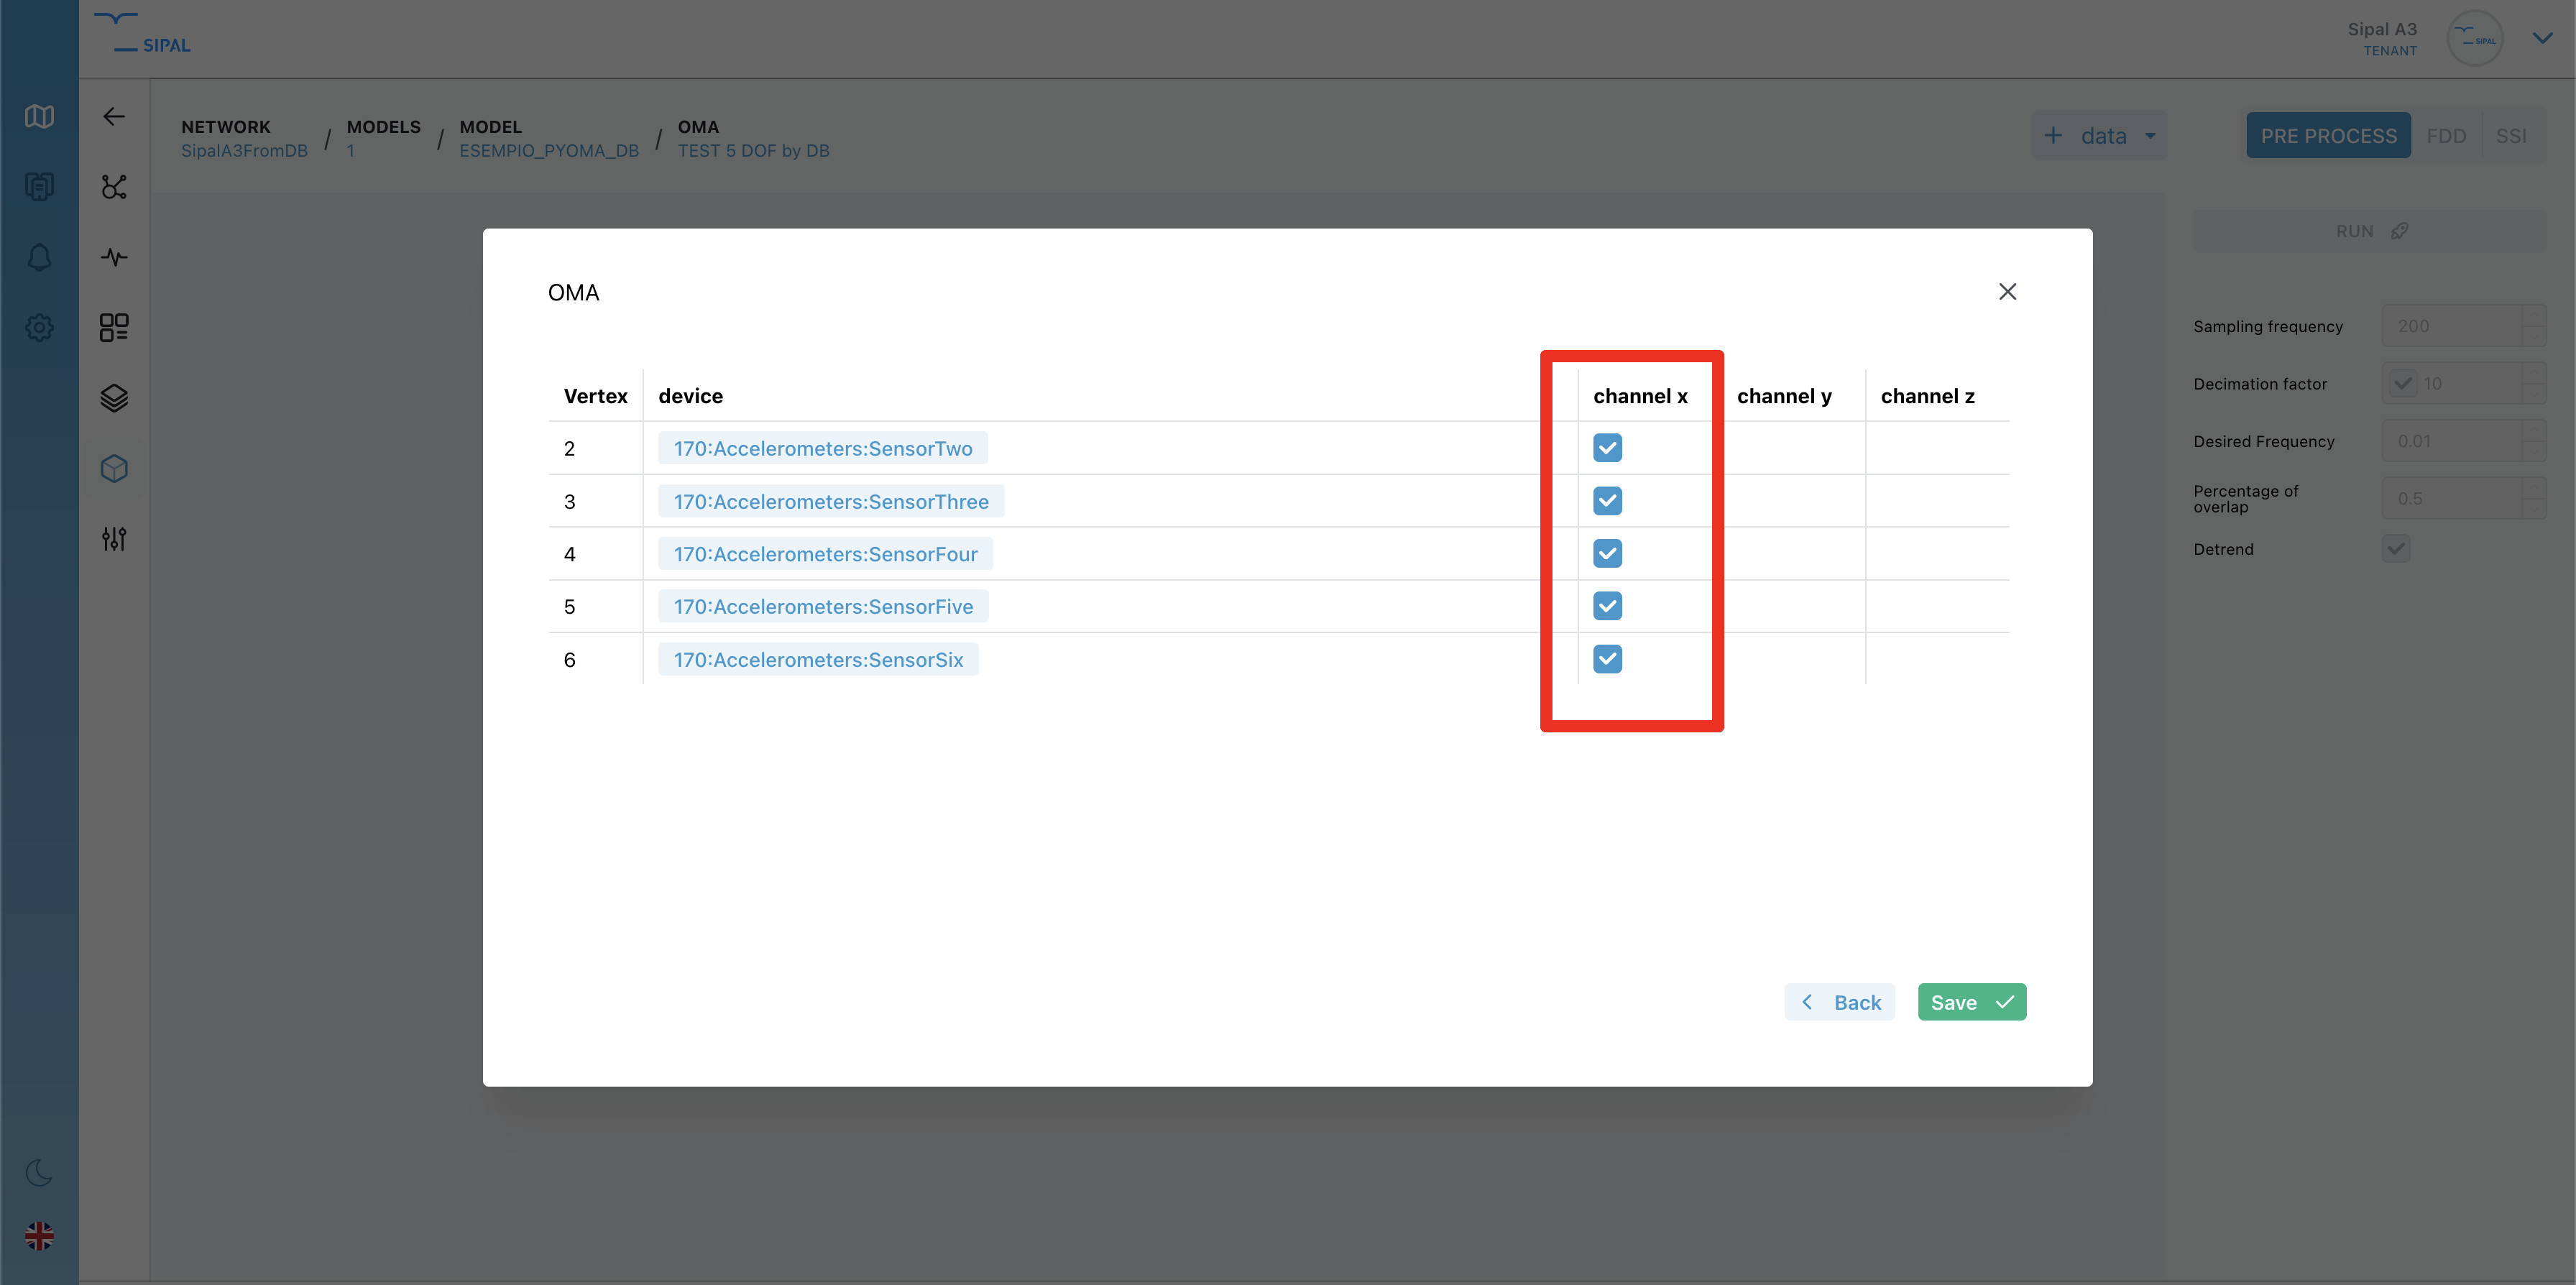 SIPAL
Sipal A3
TENANT
SIPAL
NETWORK / MODELS / MODEL / OMA
SipalA3FromDB 1 ESEMPIO_PYOMA_DB TEST 5 DOF by DB
+ data
PRE PROCESS FDD SSI
RUN
Sampling frequency 200
Decimation factor 10
Desired Frequency 0.01
Percentage of
overlap
0.5
Detrend
OMA
Vertex device channel x channel y channel z
2 170:Accelerometers:SensorTwo
3 170:Accelerometers:SensorThree
4 170:Accelerometers:SensorFour
5 170:Accelerometers:SensorFive
6 170:Accelerometers:SensorSix
Back Save